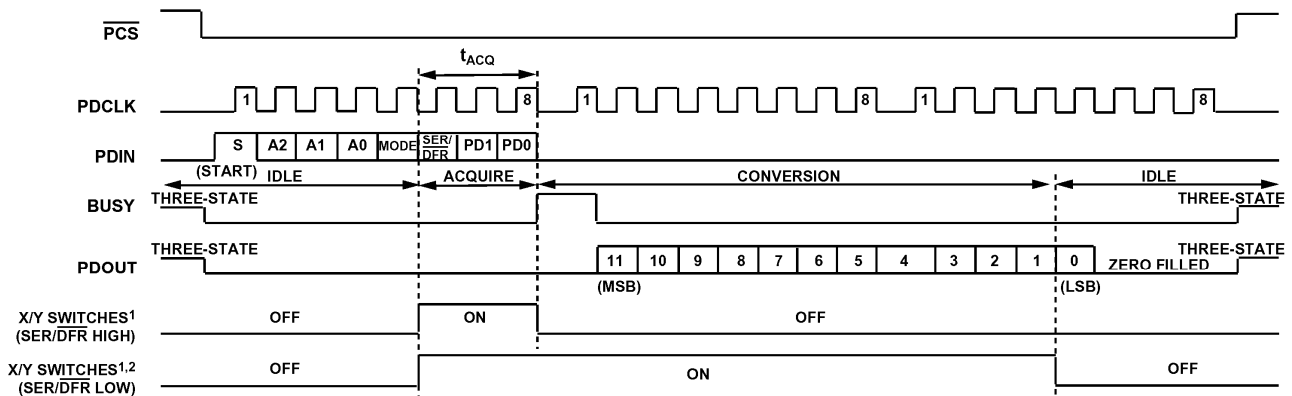 PCS
tACQ
PDCLK 1 8 1 8 1 8
PDIN S A2 A1 A0 MODE SER/DFR PD1 PD0
(START)
IDLE ACQUIRE CONVERSION IDLE
BUSY THREE-STATE THREE-STATE
PDOUT THREE-STATE 11 10 9 8 7 6 5 4 3 2 1 0 ZERO FILLED THREE-STATE
(MSB) (LSB)
X/Y SWITCHES1 OFF ON OFF
(SER/DFR HIGH)
X/Y SWITCHES1,2 OFF ON OFF
(SER/DFR LOW)